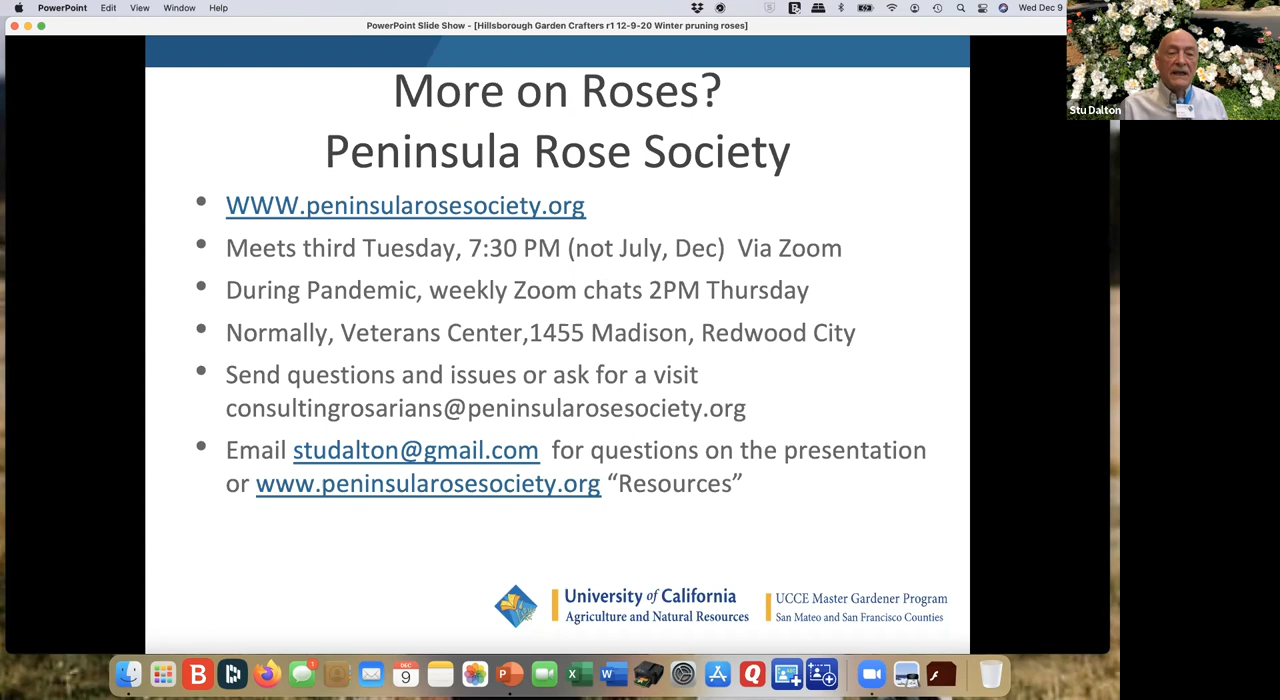 PowerPoint Edit View Window Help Wed Dec 9
PowerPoint Slide Show - [Hillsborough Garden Crafters r1 12-9-20 Winter pruning roses]
Stu Dalton
More on Roses?
Peninsula Rose Society
• WWW.peninsularosesociety.org
• Meets third Tuesday, 7:30 PM (not July, Dec) Via Zoom
• During Pandemic, weekly Zoom chats 2PM Thursday
• Normally, Veterans Center,1455 Madison, Redwood City
• Send questions and issues or ask for a visit
consultingrosarians@peninsularosesociety.org
• Email studalton@gmail.com for questions on the presentation
or www.peninsularosesociety.org “Resources”
University of California
Agriculture and Natural Resources
UCCE Master Gardener Program
San Mateo and San Francisco Counties
B
1
DEC
9
P
X
W
Q